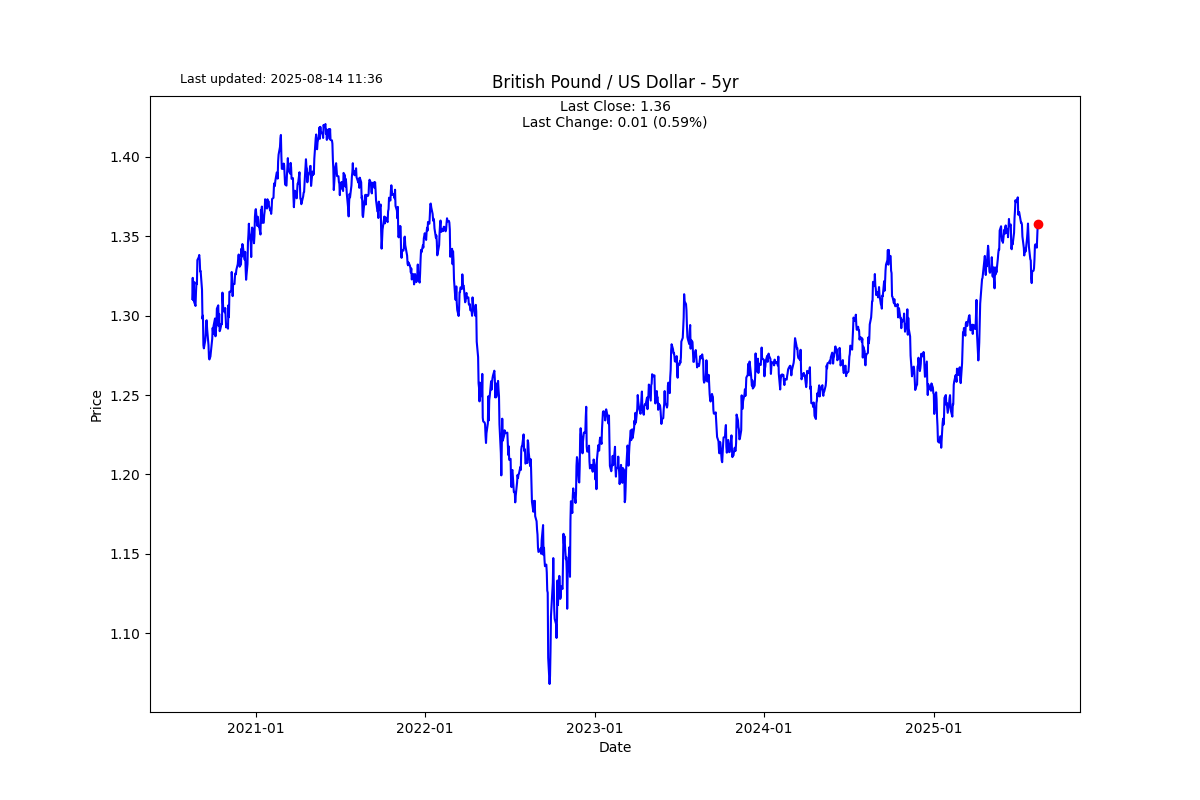 Last updated: 2025-08-14 11:36
British Pound / US Dollar - 5yr
Last Close: 1.36
Last Change: 0.01 (0.59%)
1.40
1.35
1.30
1.25
1.20
1.15
1.10
Price
2021-01
2022-01
2023-01
2024-01
2025-01
Date